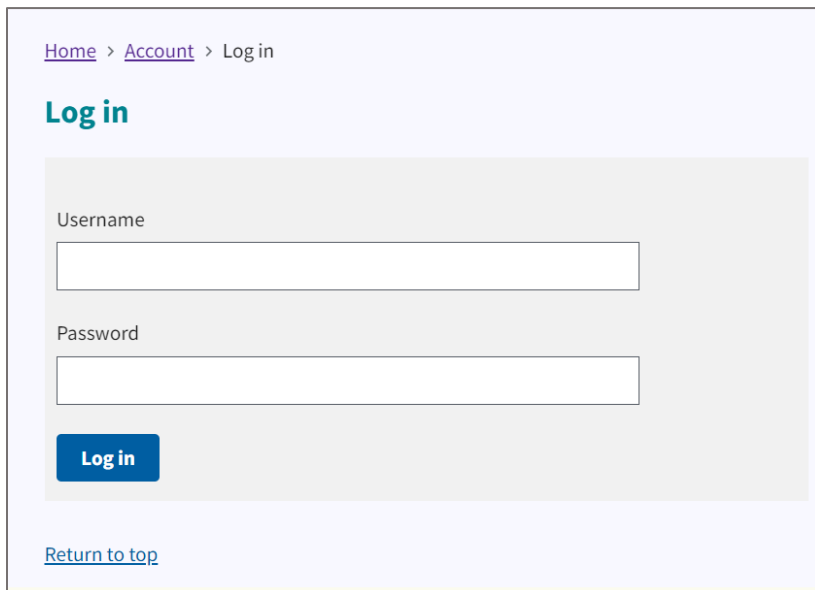 Home > Account > Log in
Log in
Username
Password
Log in
Return to top